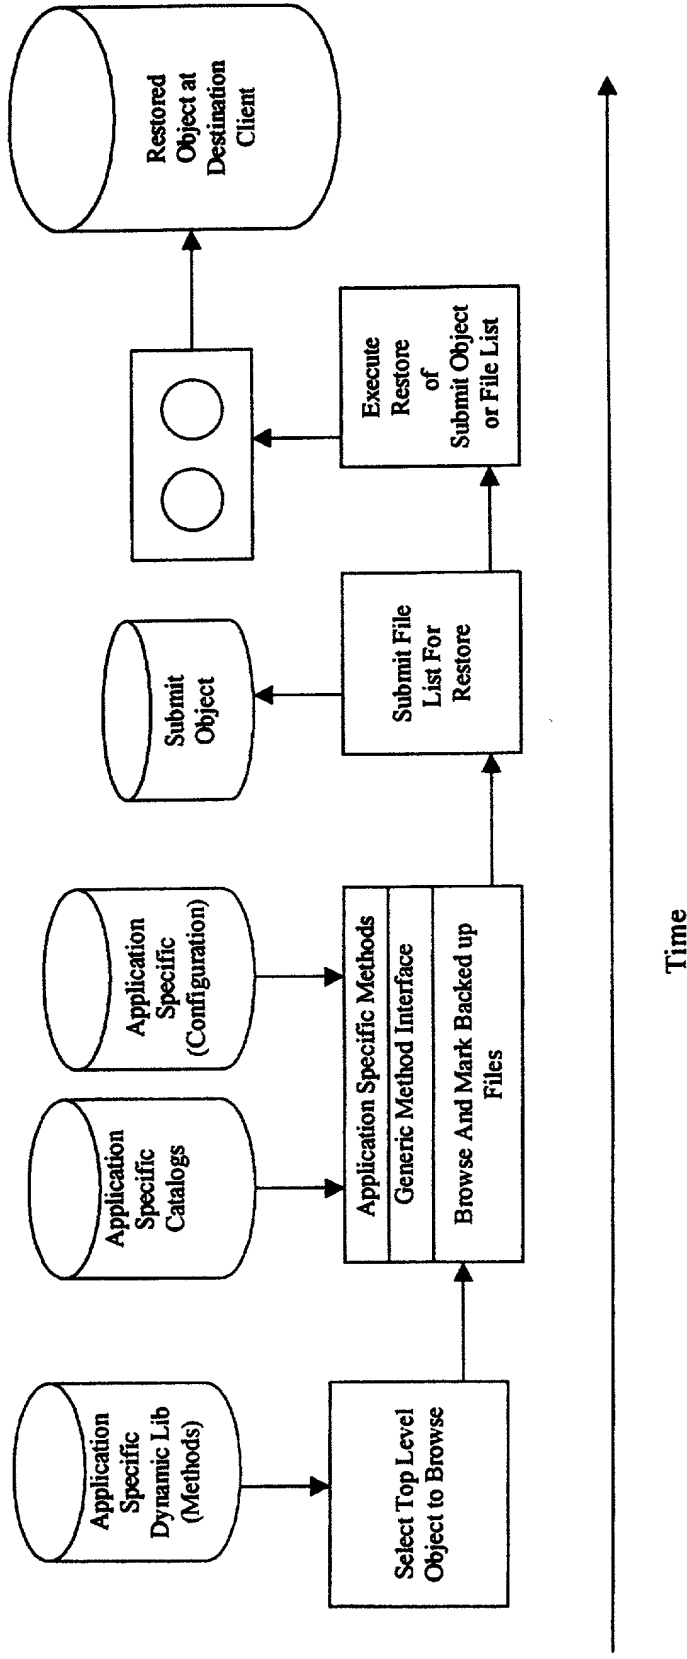 Application
Specific
Dynamic Lib
(Methods)
Application
Specific
Catalogs
Application
Specific
(Configuration)
Submit
Object
Restored
Object at
Destination
Client
Select Top Level
Object to Browse
Application Specific Methods
Generic Method Interface
Browse And Mark Backed up
Files
Submit File
List For
Restore
Execute
Restore
of
Submit Object
or File List
Time